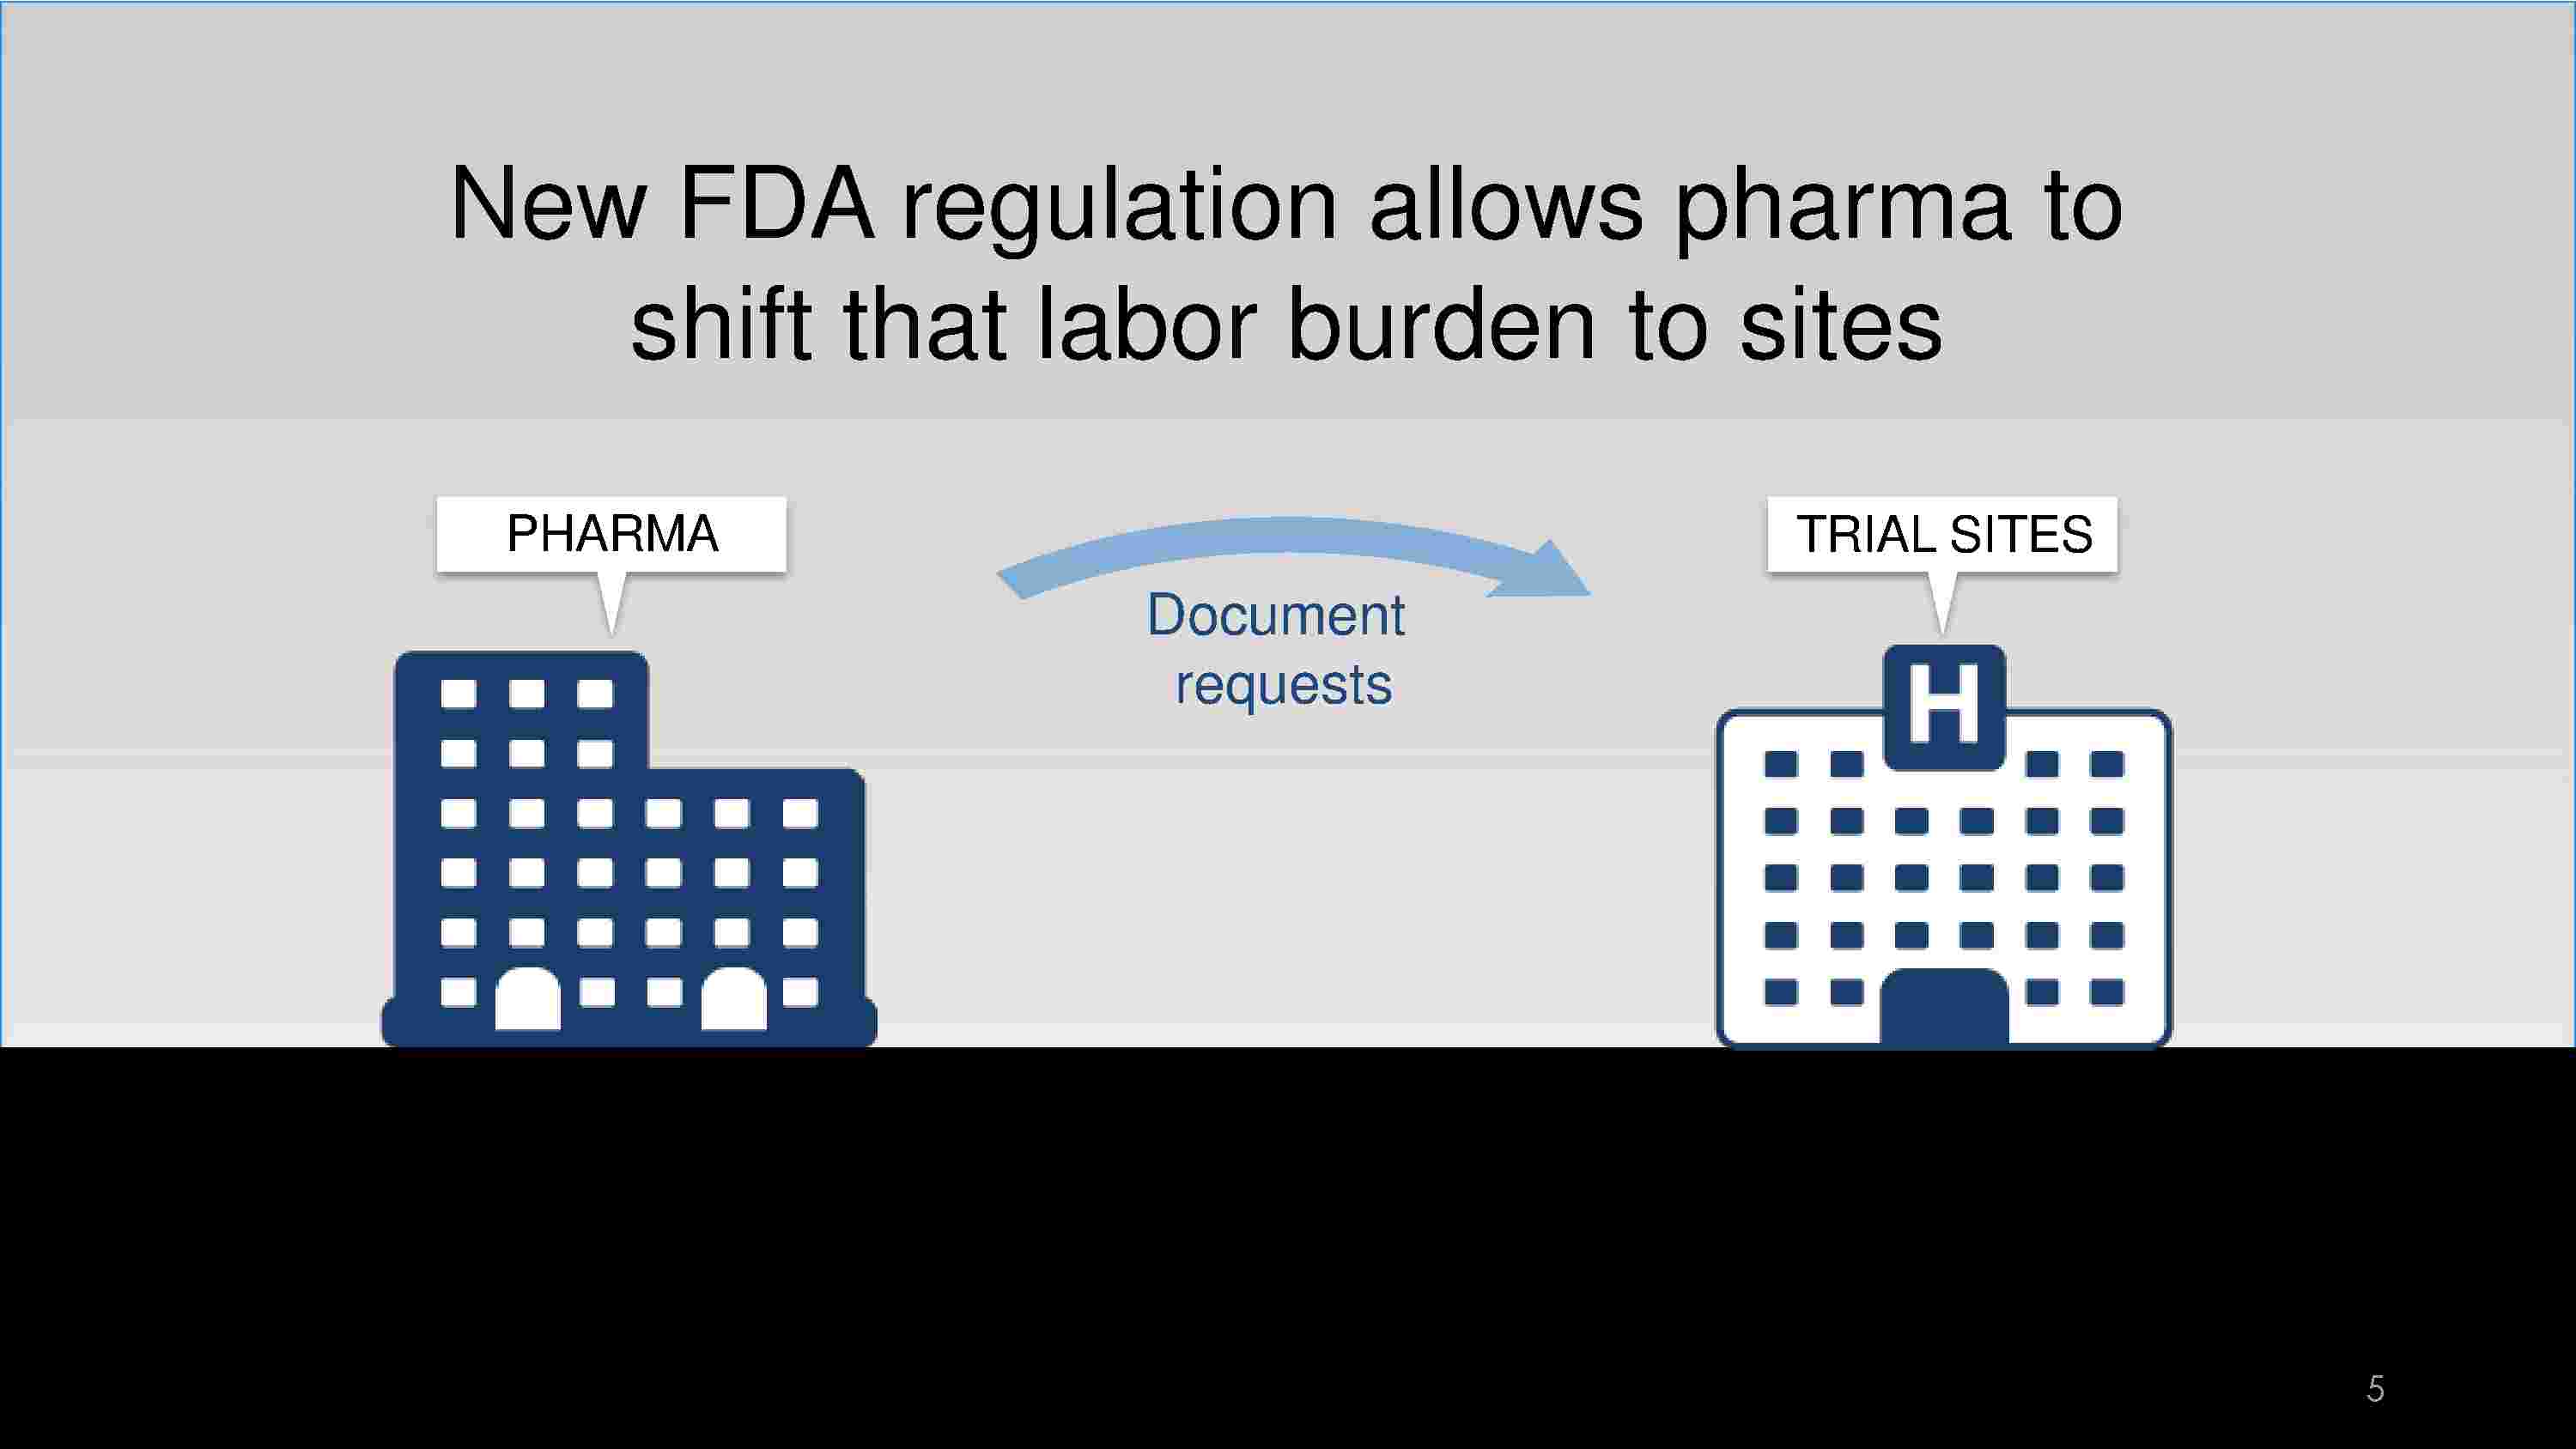 New FDA regulation allows pharma to
shift that labor burden to sites
PHARMA
TRIAL SITES
Document
requests
H
5